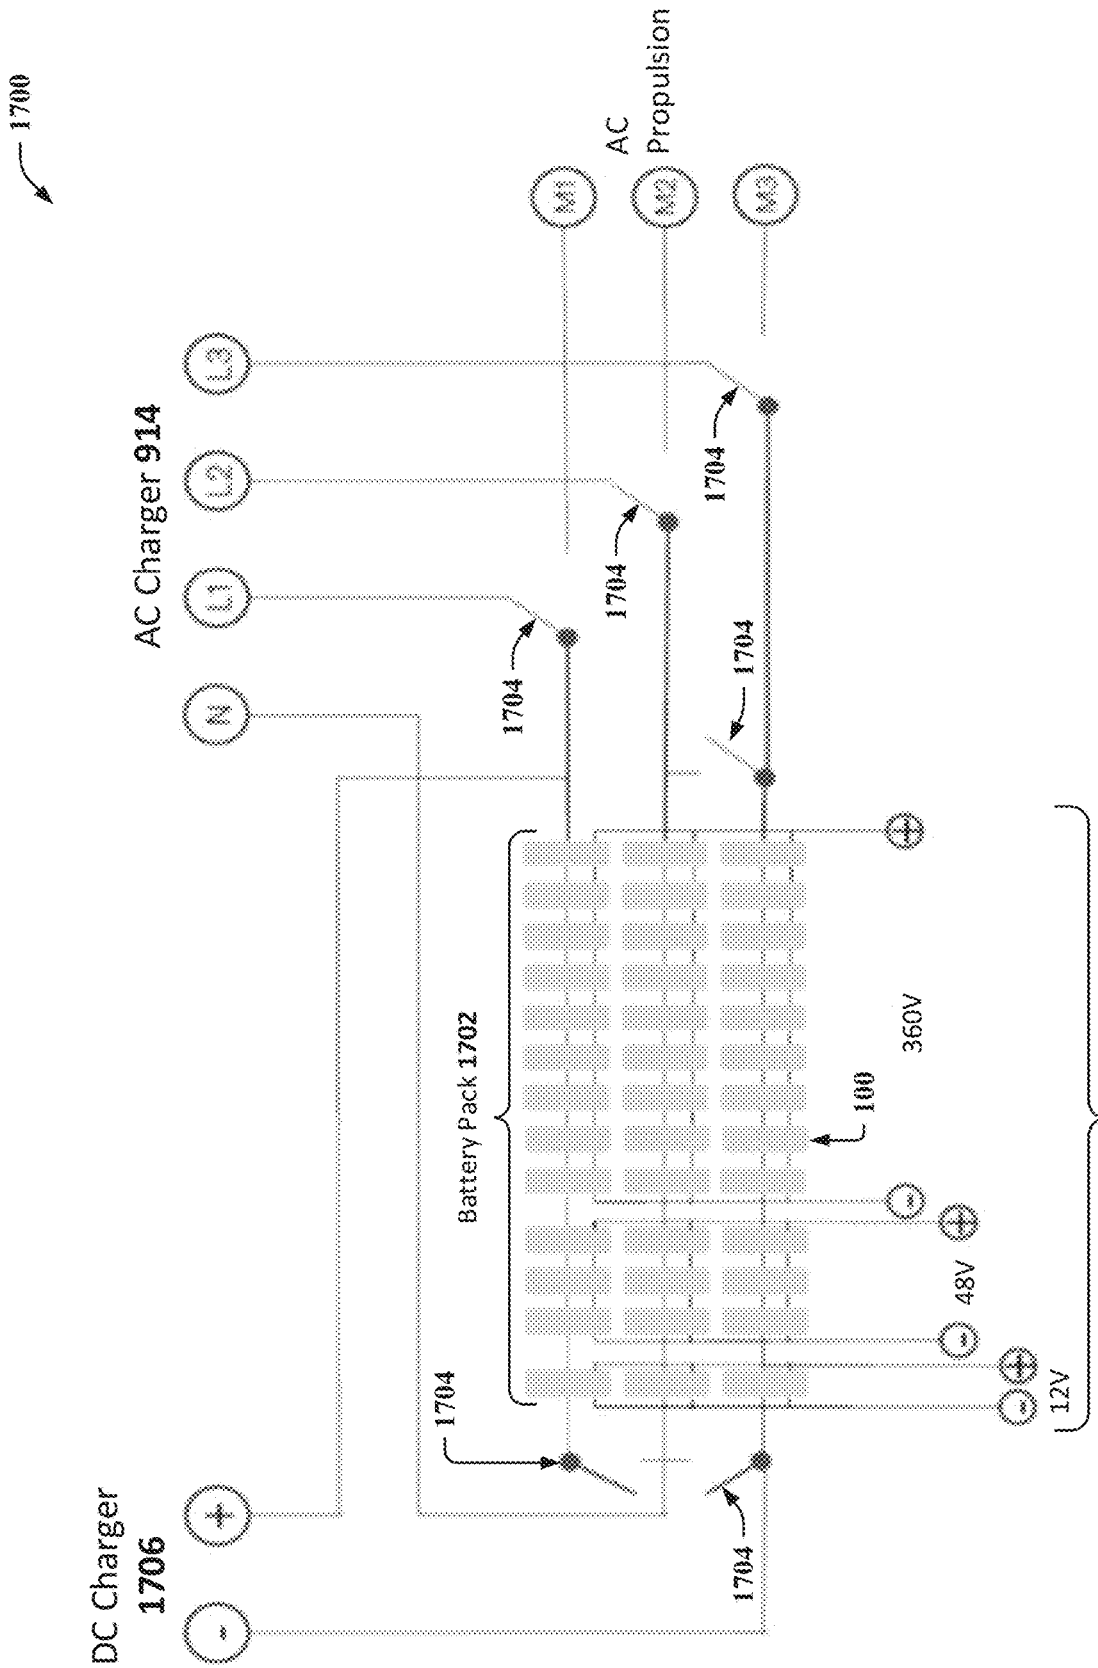 1700
DC Charger
1706
-
+
AC Charger 914
N
L1
L2
L3
1704
Battery Pack 1702
1704
1704
1704
M1
M2
M3
AC
Propulsion
1704
1704
100
-
+
12V
-
+
48V
-
+
360V